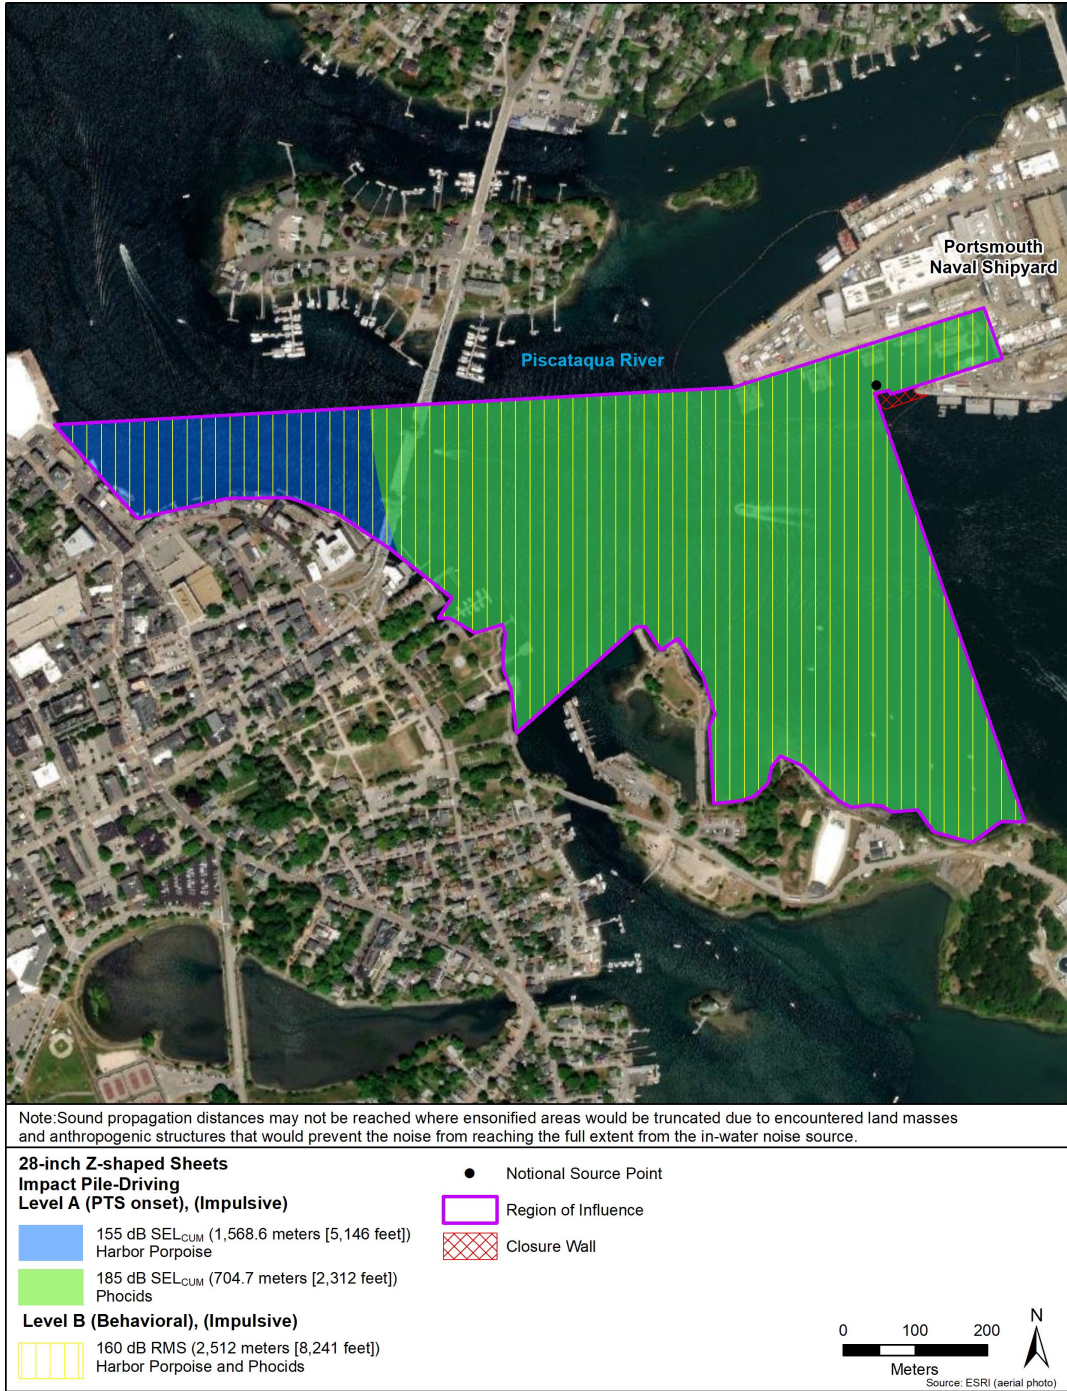 Portsmouth
Naval Shipyard
Piscataqua River
Note:Sound propagation distances may not be reached where ensonified areas would be truncated due to encountered land masses
and anthropogenic structures that would prevent the noise from reaching the full extent from the in-water noise source.
28-inch Z-shaped Sheets
Impact Pile-Driving
Level A (PTS onset), (Impulsive)
155 dB SELCUM (1,568.6 meters [5,146 feet])
Harbor Porpoise
185 dB SELCUM (704.7 meters [2,312 feet])
Phocids
Level B (Behavioral), (Impulsive)
160 dB RMS (2,512 meters [8,241 feet])
Harbor Porpoise and Phocids
Notional Source Point
Region of Influence
Closure Wall
0 100 200
Meters
N
Source: ESRI (aerial photo)